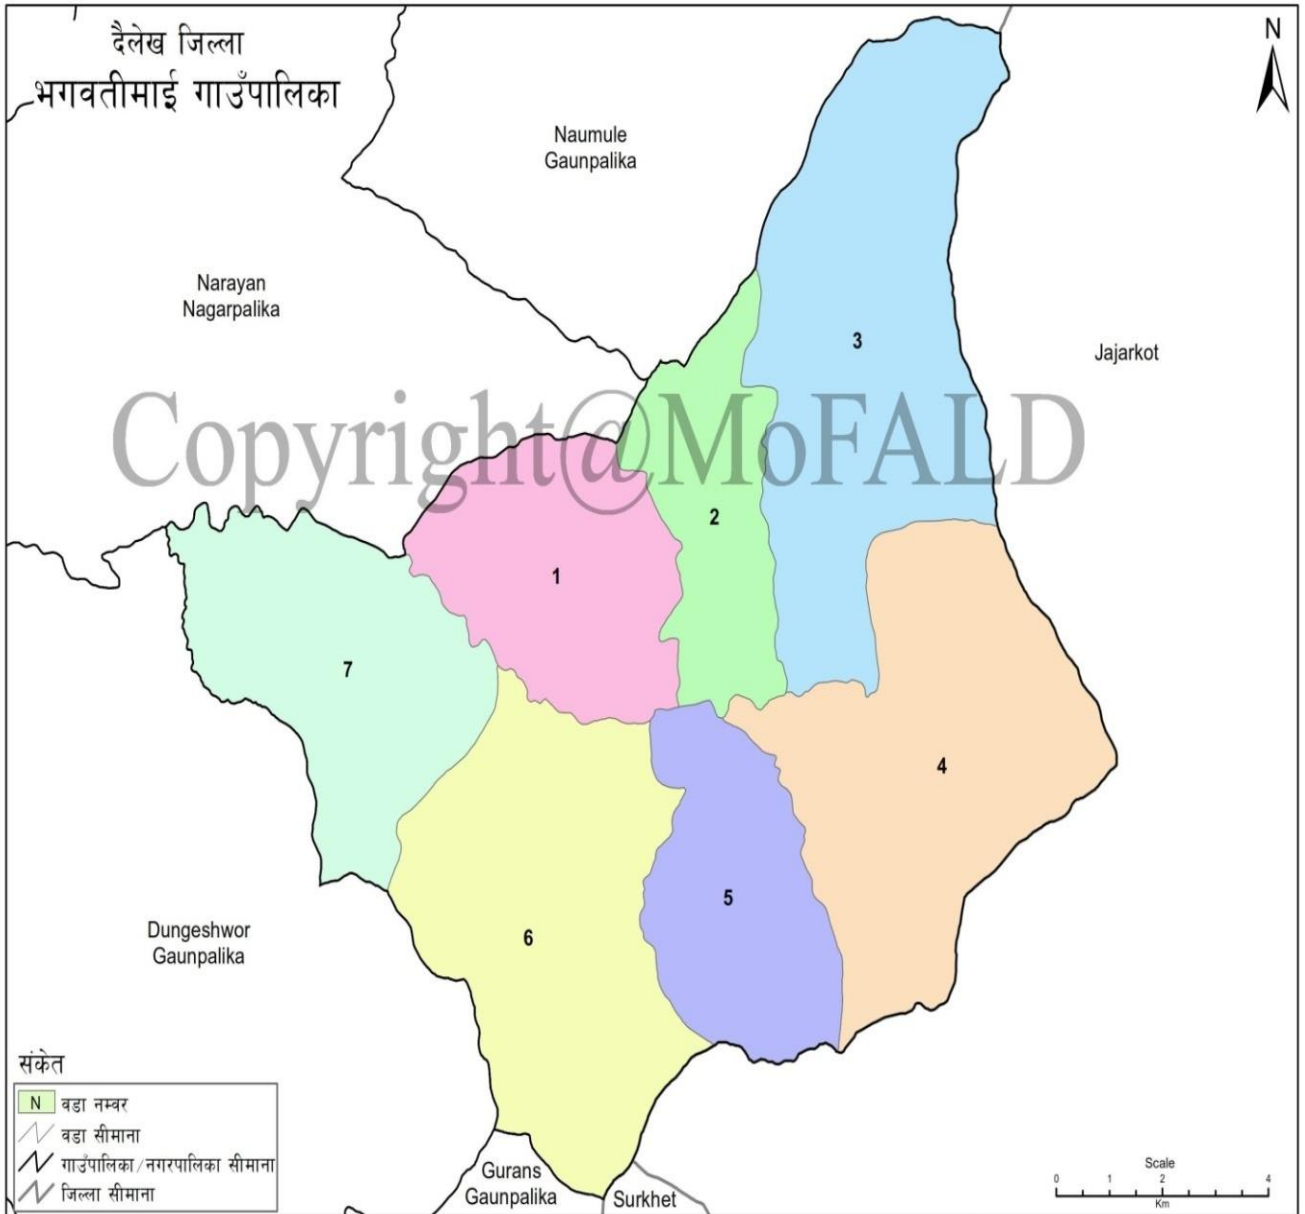 दैलेख जिल्ला
भगवतीमाई गाउँपालिका
N
Naumule
Gaunpalika
Narayan
Nagarpalika
3
Jajarkot
Copyright@MoFALD
2
1
7
4
5
6
Dungeshwor
Gaunpalika
संकेत
N वडा नम्बर
वडा सीमाना
गाउँपालिका/नगरपालिका सीमाना
जिल्ला सीमाना
Gurans
Gaunpalika
Surkhet
Scale
0 1 2 4
Km